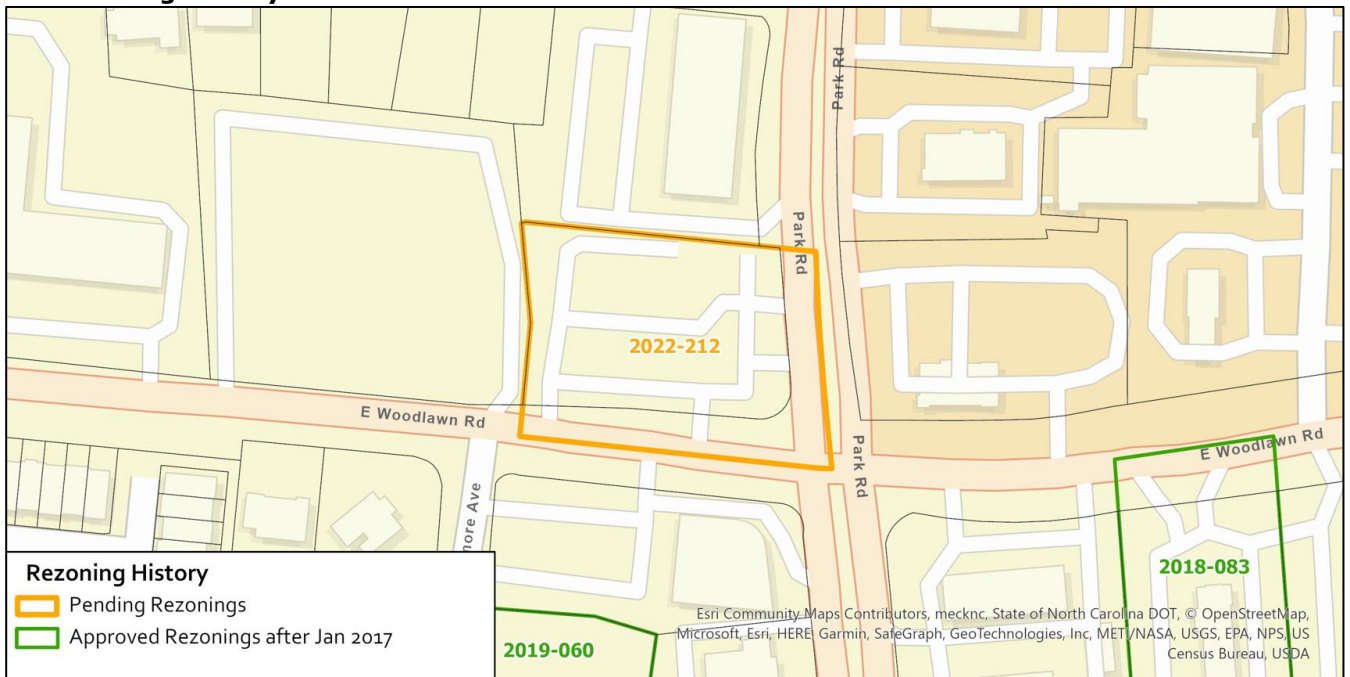 Park Rd
Park Rd
2022-212
E Woodlawn Rd
Park Rd
E Woodlawn Rd
more Ave
2018-083
2019-060
Rezoning History
Pending Rezonings
Approved Rezonings after Jan 2017
Esri Community Maps Contributors, mecknc, State of North Carolina DOT, © OpenStreetMap,
Microsoft, Esri, HERE, Garmin, SafeGraph, GeoTechnologies, Inc, METI/NASA, USGS, EPA, NPS, US
Census Bureau, USDA